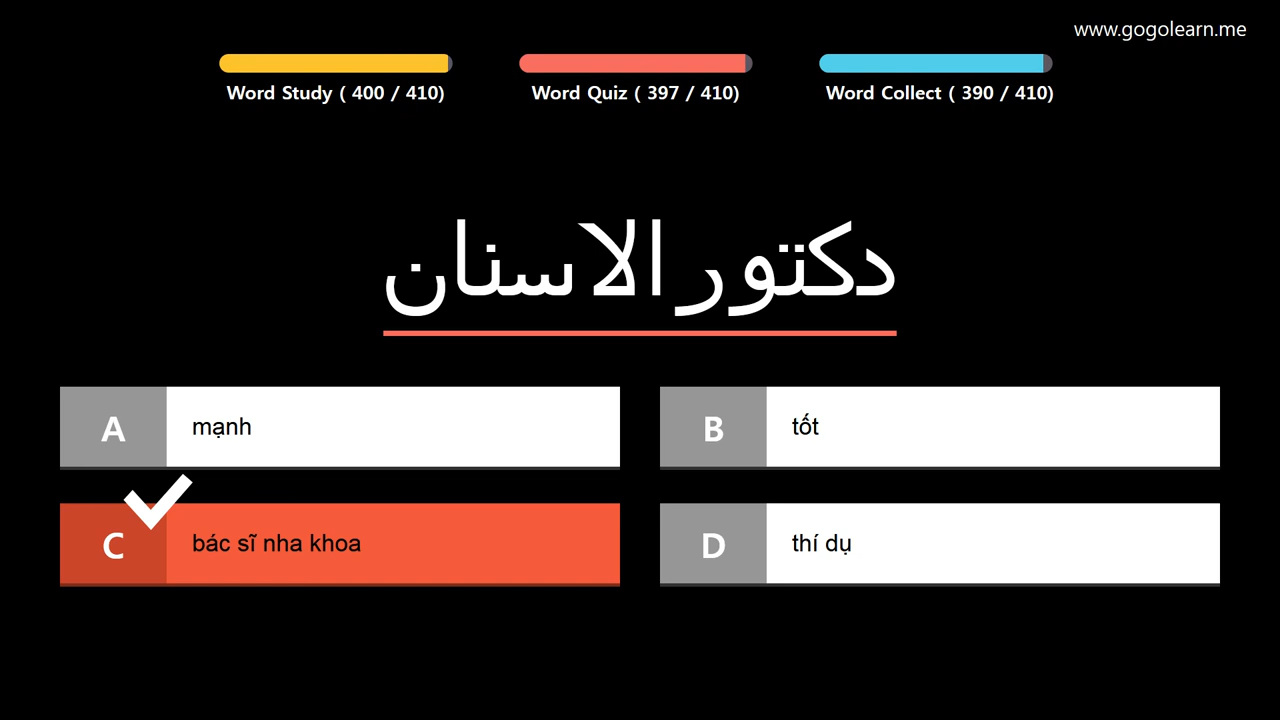 www.gogolearn.me
Word Study ( 400 / 410)
Word Quiz ( 397 / 410)
Word Collect ( 390 / 410)
دكتور الاسنان
A mạnh
B tốt
C bác sĩ nha khoa
D thí dụ